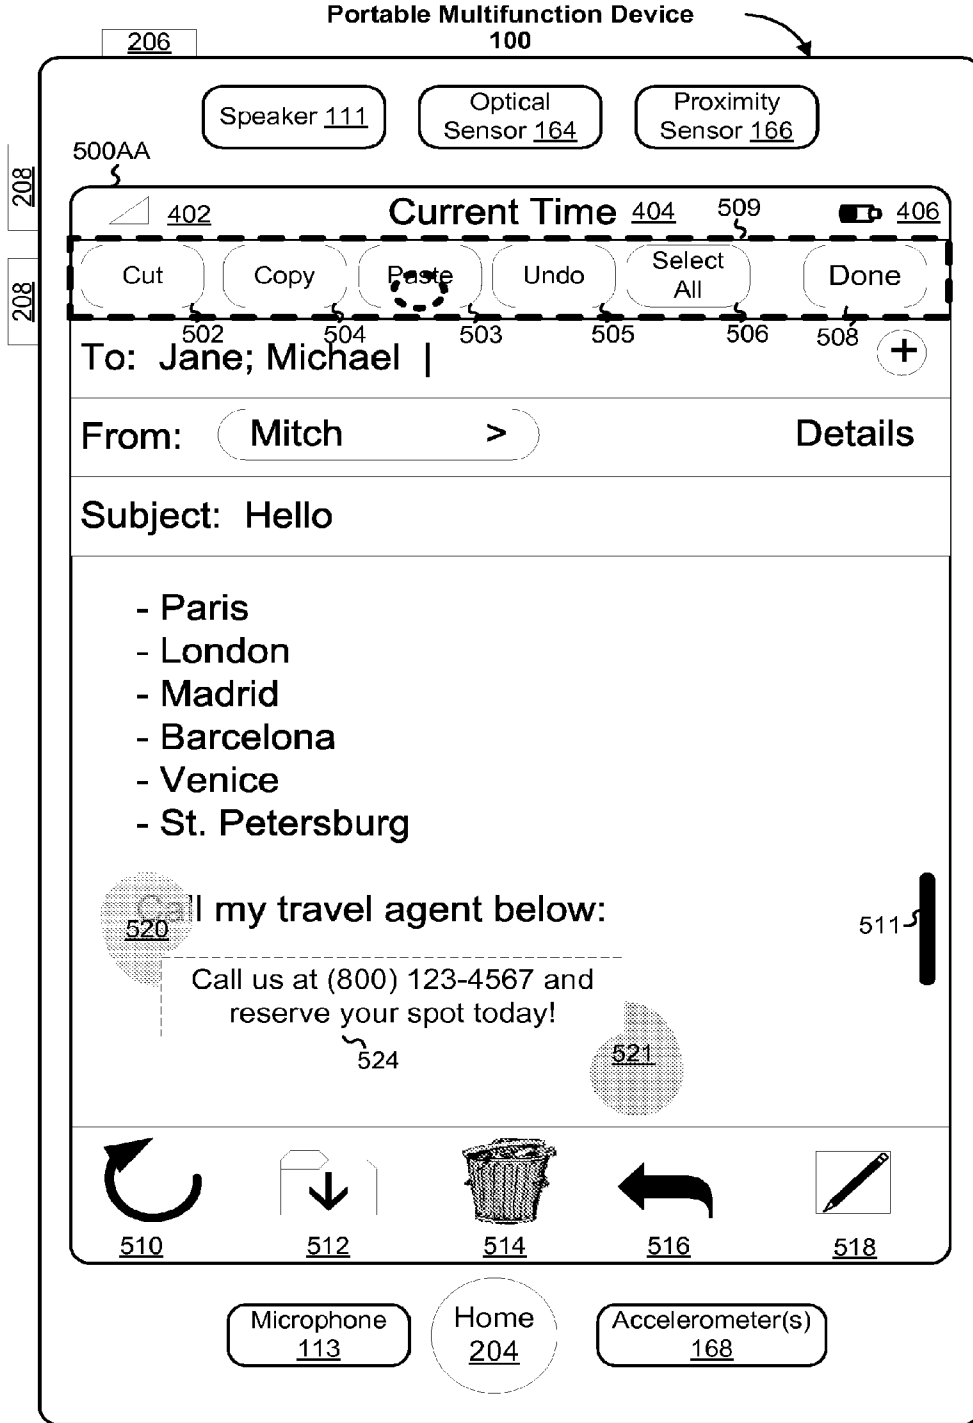 Portable Multifunction Device
100
206
Speaker 111
Optical
Sensor 164
Proximity
Sensor 166
500AA
208
402
Current Time 404
509
406
Cut
Copy
Paste
Undo
Select
All
Done
208
502
504
503
505
506
508
To: Jane; Michael |
+
From: Mitch >
Details
Subject: Hello
- Paris
- London
- Madrid
- Barcelona
- Venice
- St. Petersburg
Call my travel agent below:
520
511
Call us at (800) 123-4567 and
reserve your spot today!
524
521
510
512
514
516
518
Microphone
113
Home
204
Accelerometer(s)
168